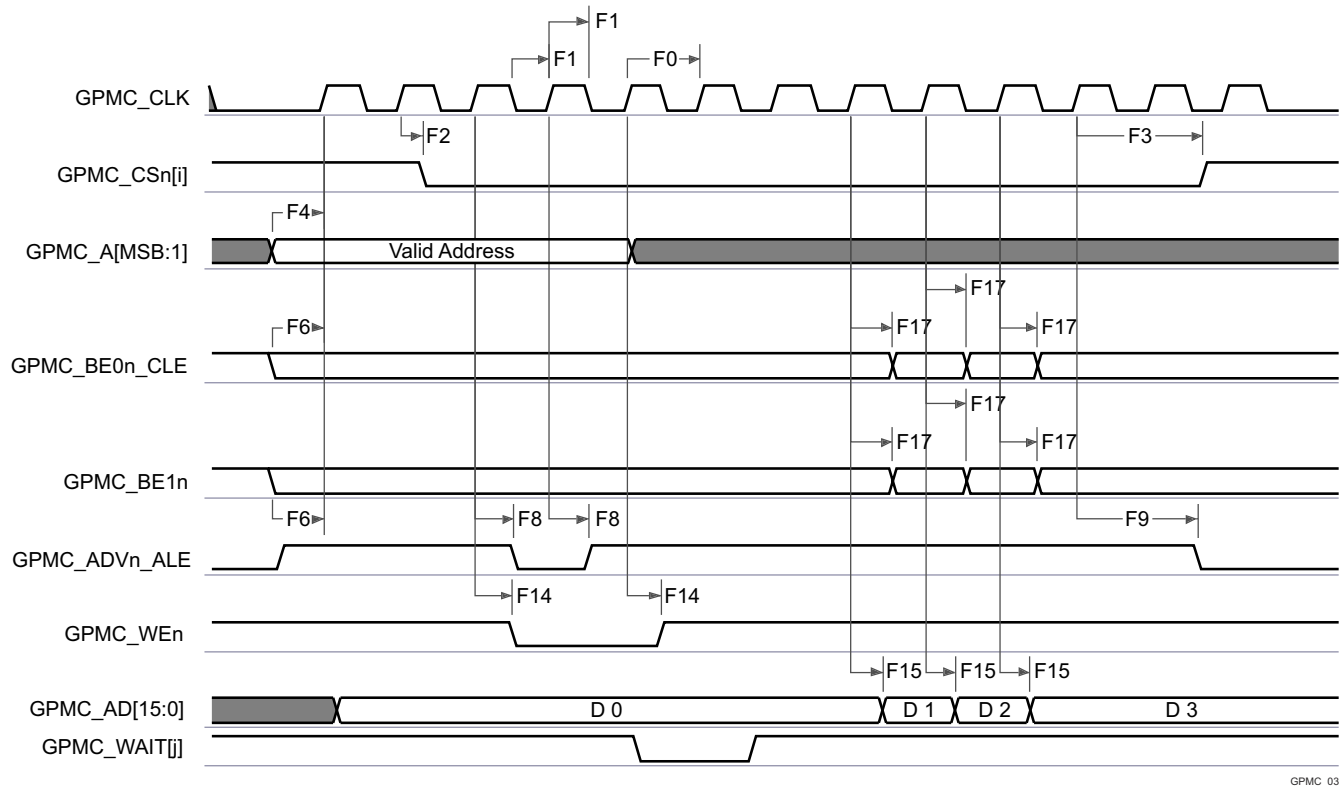 F1
F1
F0
GPMC_CLK
F2
F3
GPMC_CSn[i]
F4
GPMC_A[MSB:1]
Valid Address
F17
F6
F17
F17
GPMC_BE0n_CLE
F17
F17
F17
GPMC_BE1n
F6
F8
F8
F9
GPMC_ADVn_ALE
F14
F14
GPMC_WEn
F15
F15
F15
GPMC_AD[15:0]
D 0
D 1
D 2
D 3
GPMC_WAIT[j]
GPMC_03